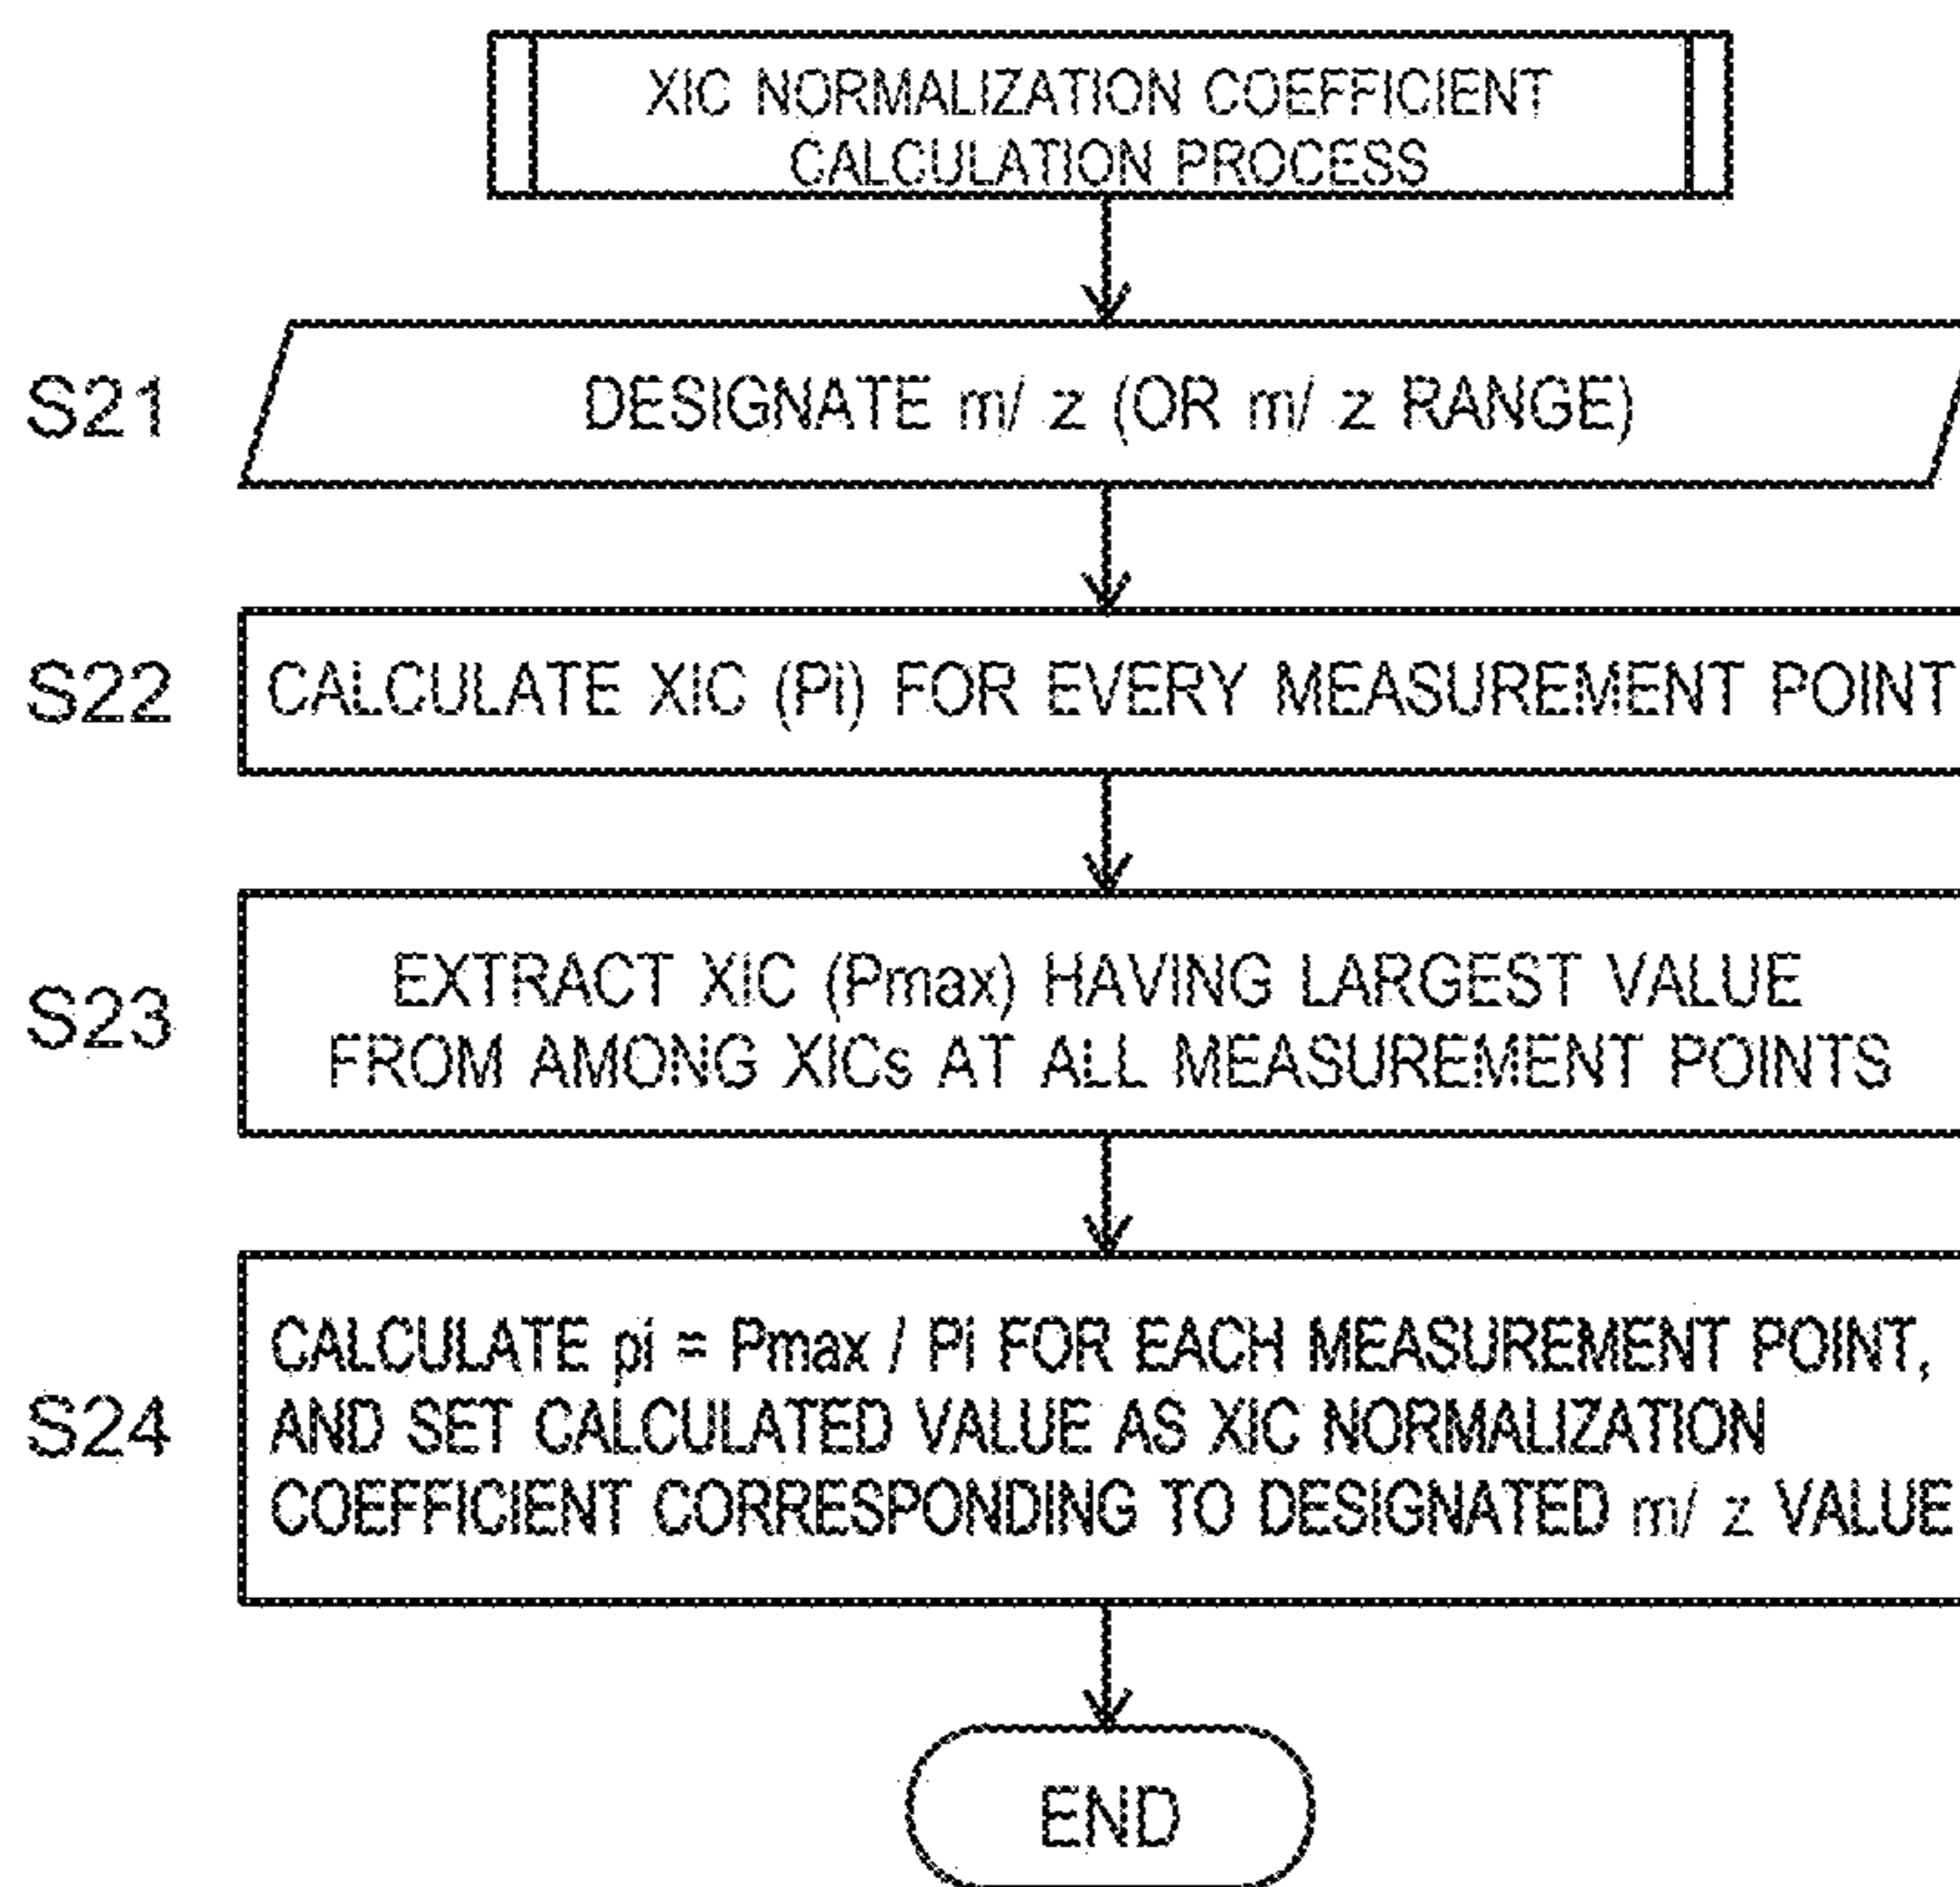 XIC NORMALIZATION COEFFICIENT
CALCULATION PROCESS
S21
DESIGNATE m/ z (OR m/ z RANGE)
S22
CALCULATE XIC (Pi) FOR EVERY MEASUREMENT POINT
S23
EXTRACT XIC (Pmax) HAVING LARGEST VALUE
FROM AMONG XICs AT ALL MEASUREMENT POINTS
S24
CALCULATE pi = Pmax / Pi FOR EACH MEASUREMENT POINT,
AND SET CALCULATED VALUE AS XIC NORMALIZATION
COEFFICIENT CORRESPONDING TO DESIGNATED m/ z VALUE
END